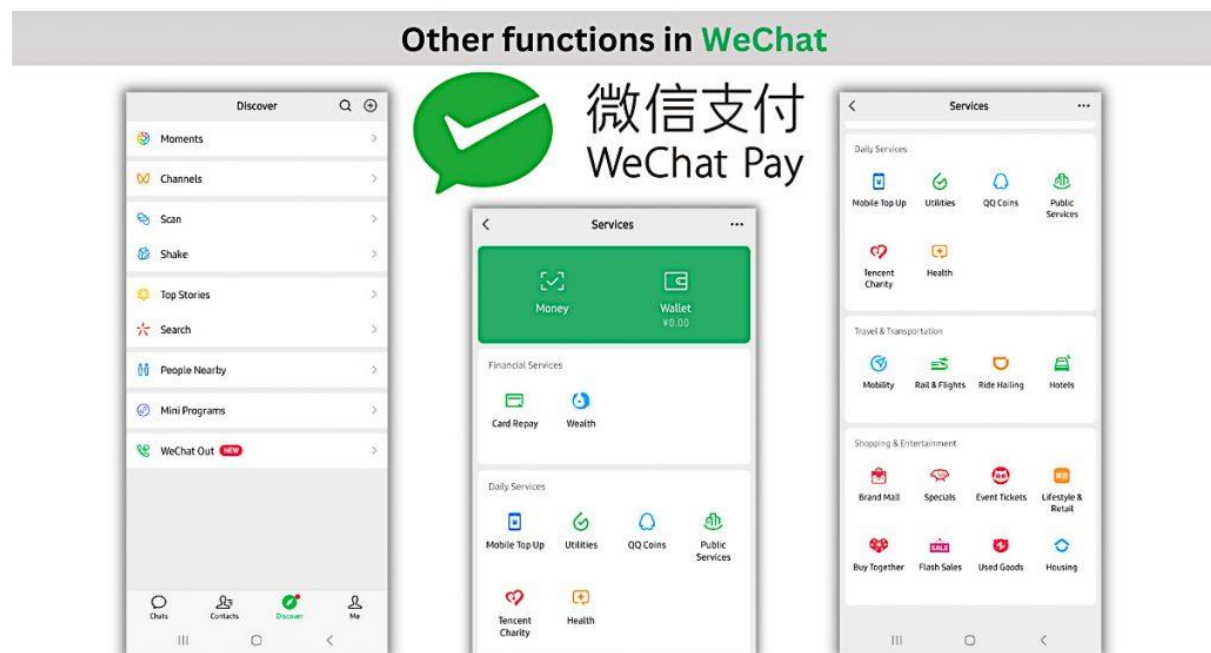 Other functions in WeChat
Discover
Moments
Channels
Scan
Shake
Top Stories
Search
People Nearby
Mini Programs
WeChat Out NEW
Chats Contacts Discover Me
微信支付
WeChat Pay
Services
Money Wallet
¥0.00
Financial Services
Card Repay Wealth
Daily Services
Mobile Top Up Utilities QQ Coins Public
Services
Tencent Health
Charity
Services
Daily Services
Mobile Top Up Utilities QQ Coins Public
Services
Tencent Health
Charity
Travel & Transportation
Mobility Rail & Flights Ride Hailing Hotels
Shopping & Entertainment
Brand Mall Specials Event Tickets Lifestyle &
Retail
SALE
Buy Together Flash Sales Used Goods Housing